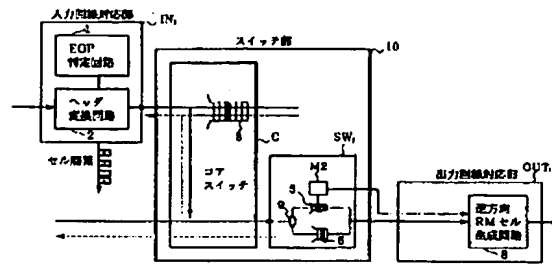 入力回線対応部
IN₁
1
EOP
判定回路
ヘッダ
変換回路
2
セル廃棄
スイッチ部
10
C
コア
スイッチ
SW₁
M2
5
9
6
出力回線対応部
OUT₁
逆方向
RMセル
生成回路
8